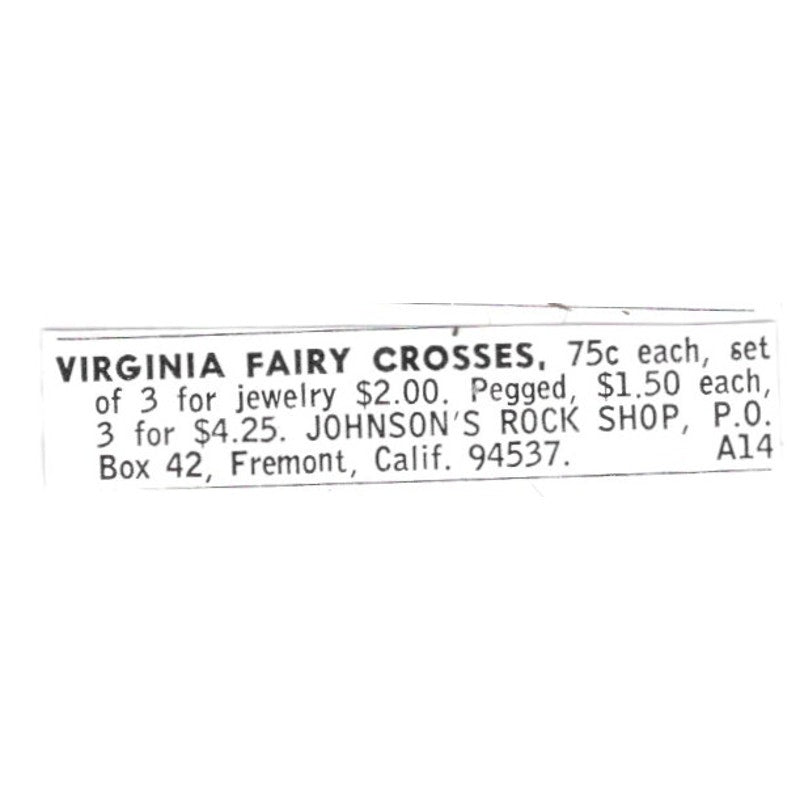 VIRGINIA FAIRY CROSSES, 75c each, set
of 3 for jewelry $2.00. Pegged, $1.50 each,
3 for $4.25. JOHNSON'S ROCK SHOP, P.O.
Box 42, Fremont, Calif. 94537. A14